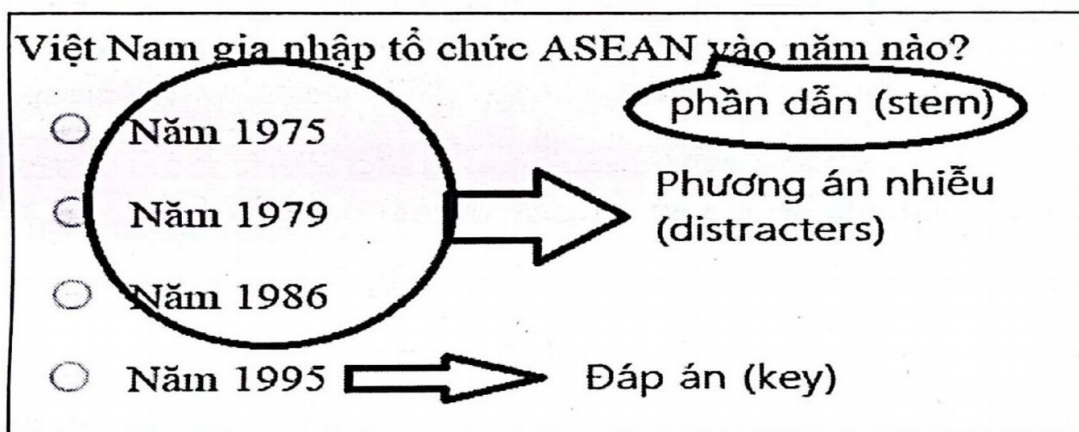 Việt Nam gia nhập tổ chức ASEAN vào năm nào?
phần dẫn (stem)
Năm 1975
Năm 1979
Phương án nhiễu
(distracters)
Năm 1986
Năm 1995
Đáp án (key)